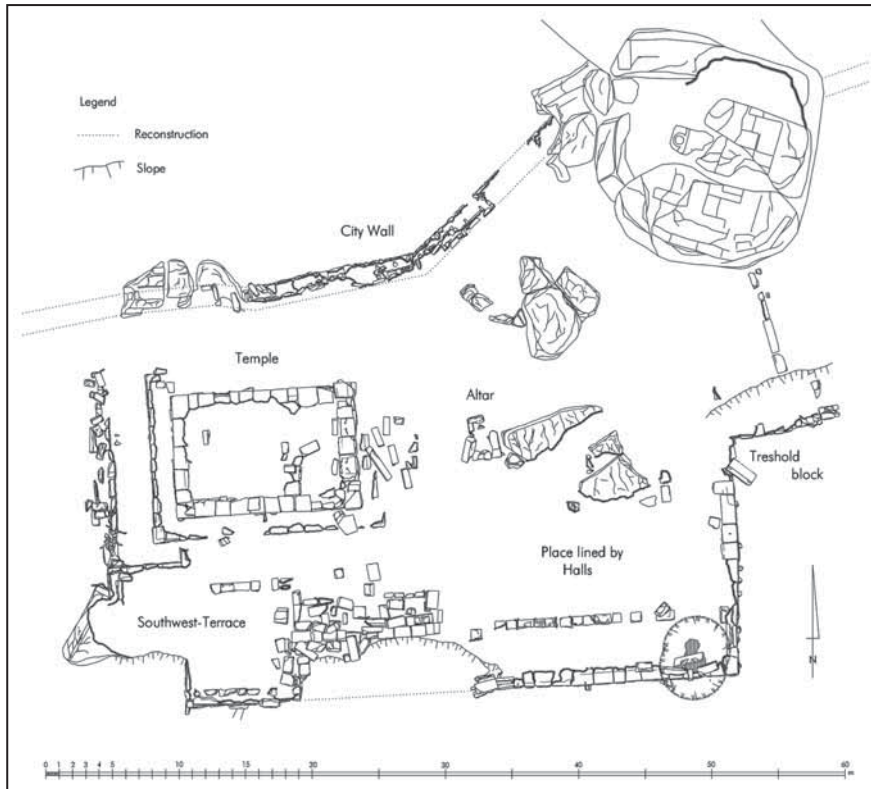 Legend
Reconstruction
Slope
City Wall
Temple
Altar
Treshold
block
Place lined by
Halls
Southwest-Terrace
N
0 1 2 3 4 5 10 20 30 40 50 60
m